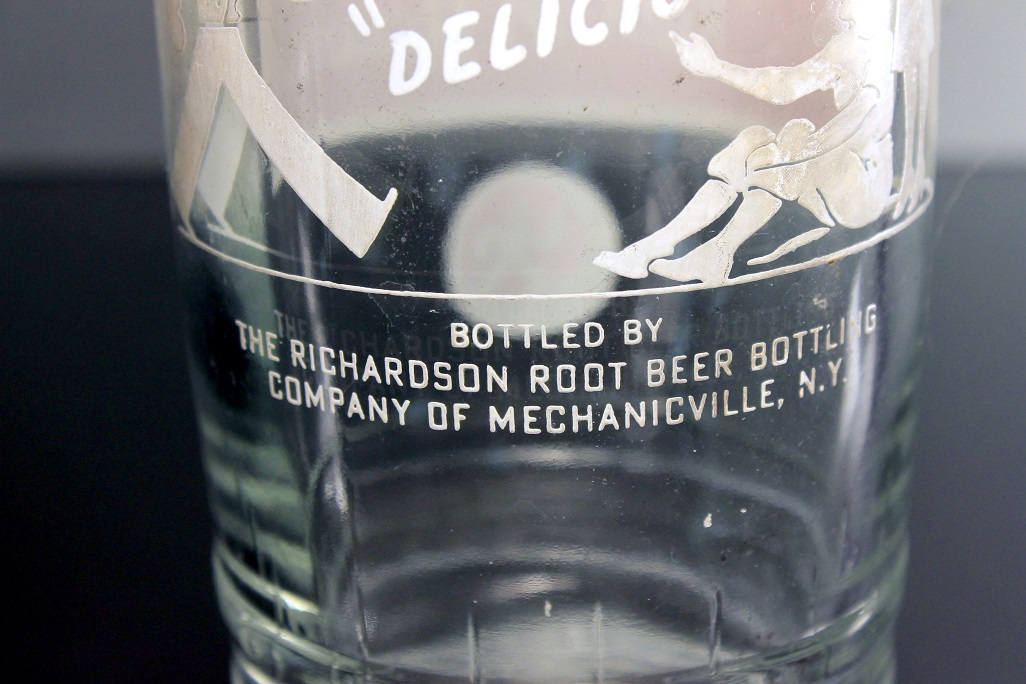 "DELICIO
BOTTLED BY
THE RICHARDSON ROOT BEER BOTTLING
COMPANY OF MECHANICVILLE, N.Y.